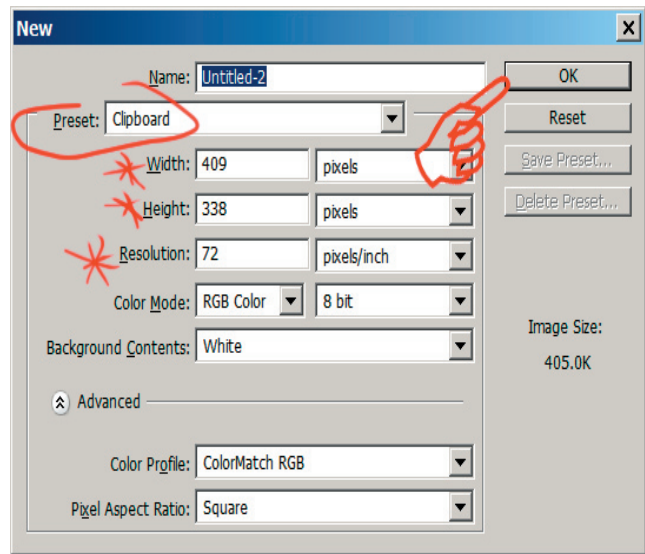 New
Name: Untitled-2
OK
Preset: Clipboard
Reset
Width: 409 pixels
Save Preset...
Height: 338 pixels
Delete Preset...
Resolution: 72 pixels/inch
Color Mode: RGB Color 8 bit
Background Contents: White
Image Size:
405.0K
Advanced
Color Profile: ColorMatch RGB
Pixel Aspect Ratio: Square